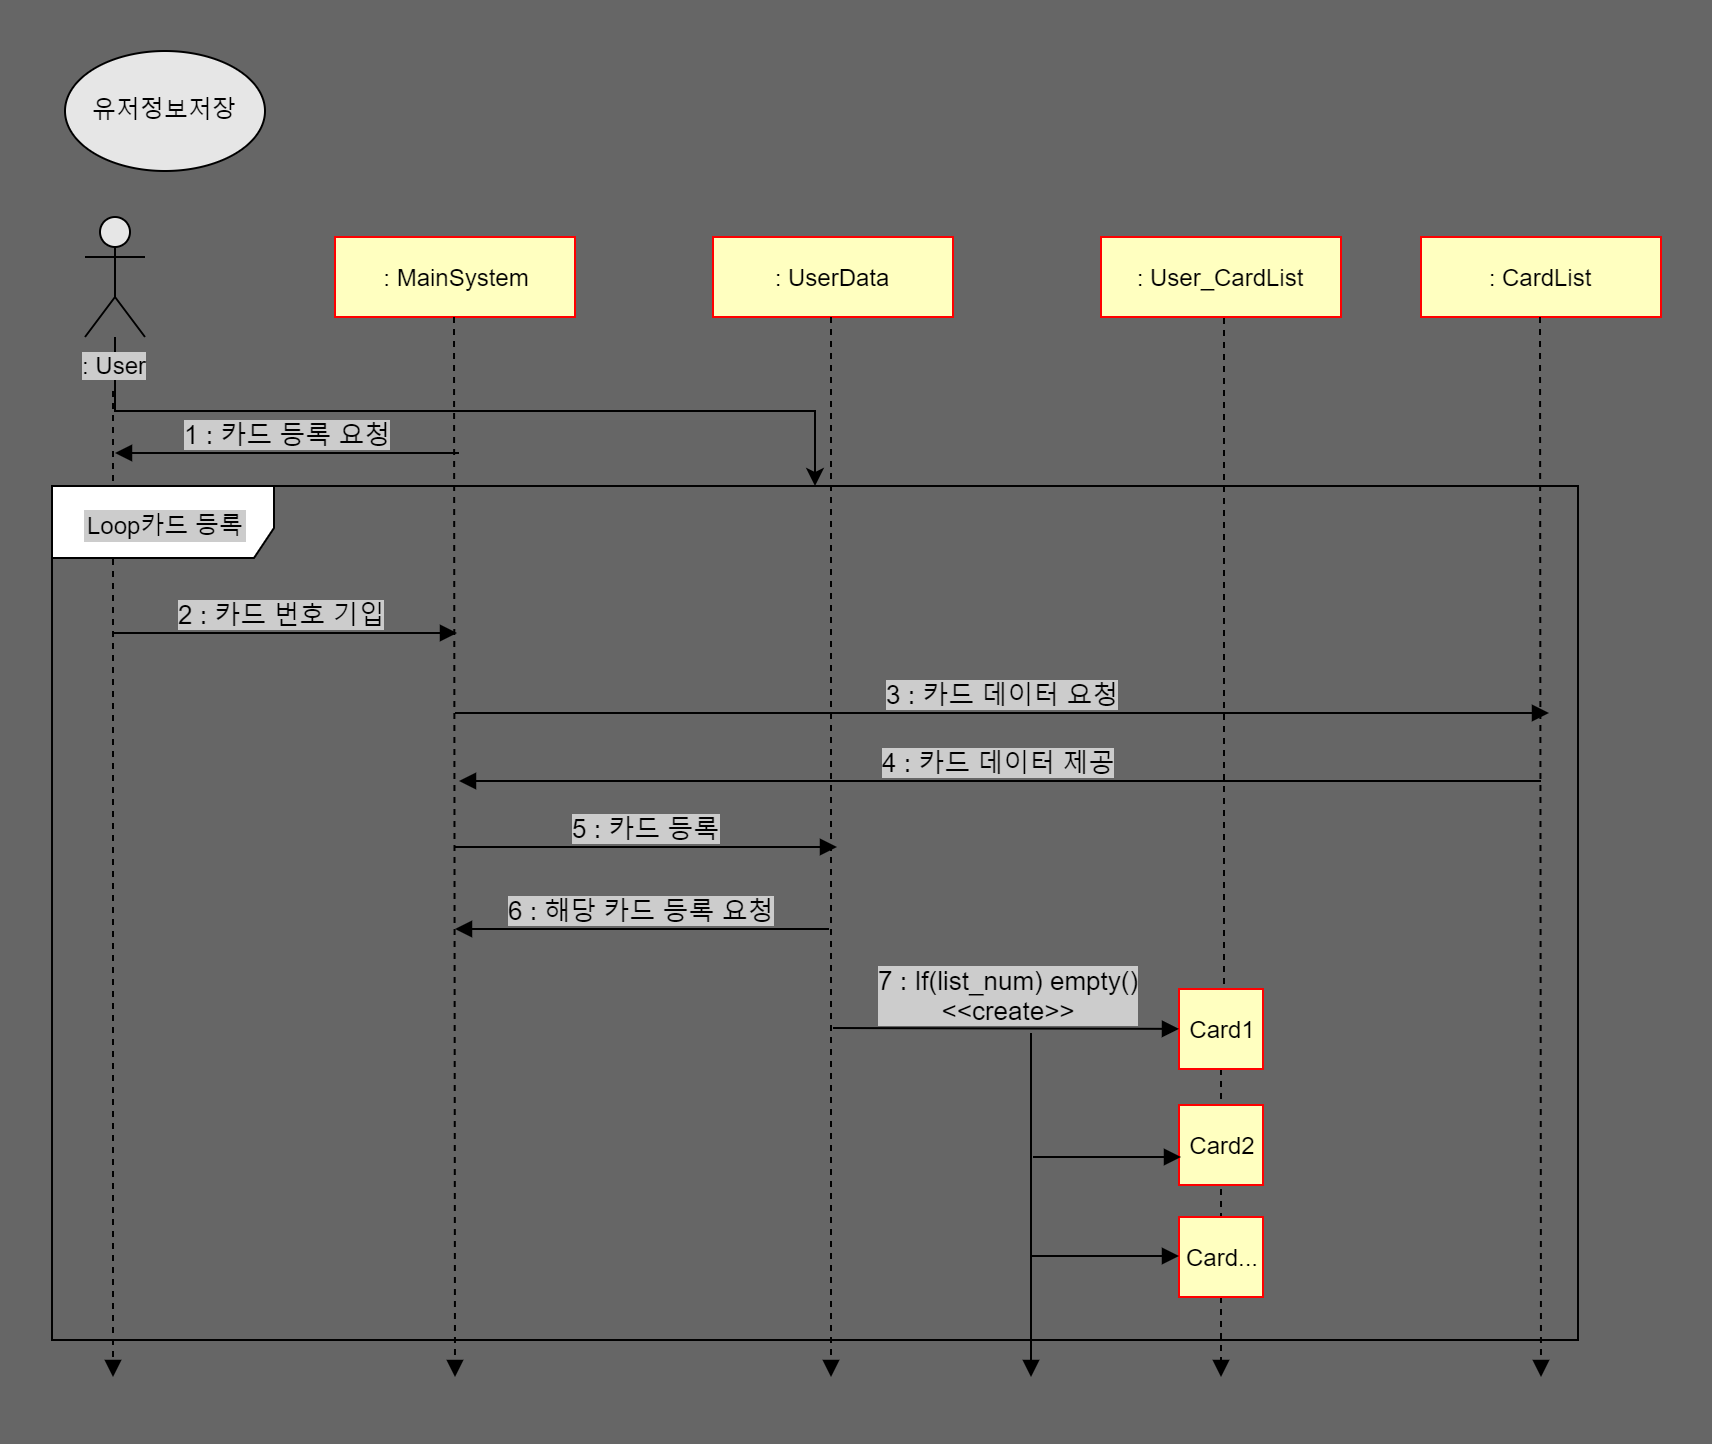 유저정보저장
: MainSystem
: UserData
: User_CardList
: CardList
: User
1 : 카드 등록 요청
Loop카드 등록
2 : 카드 번호 기입
3 : 카드 데이터 요청
4 : 카드 데이터 제공
5 : 카드 등록
6 : 해당 카드 등록 요청
7 : If(list_num) empty()
<<create>>
Card1
Card2
Card...